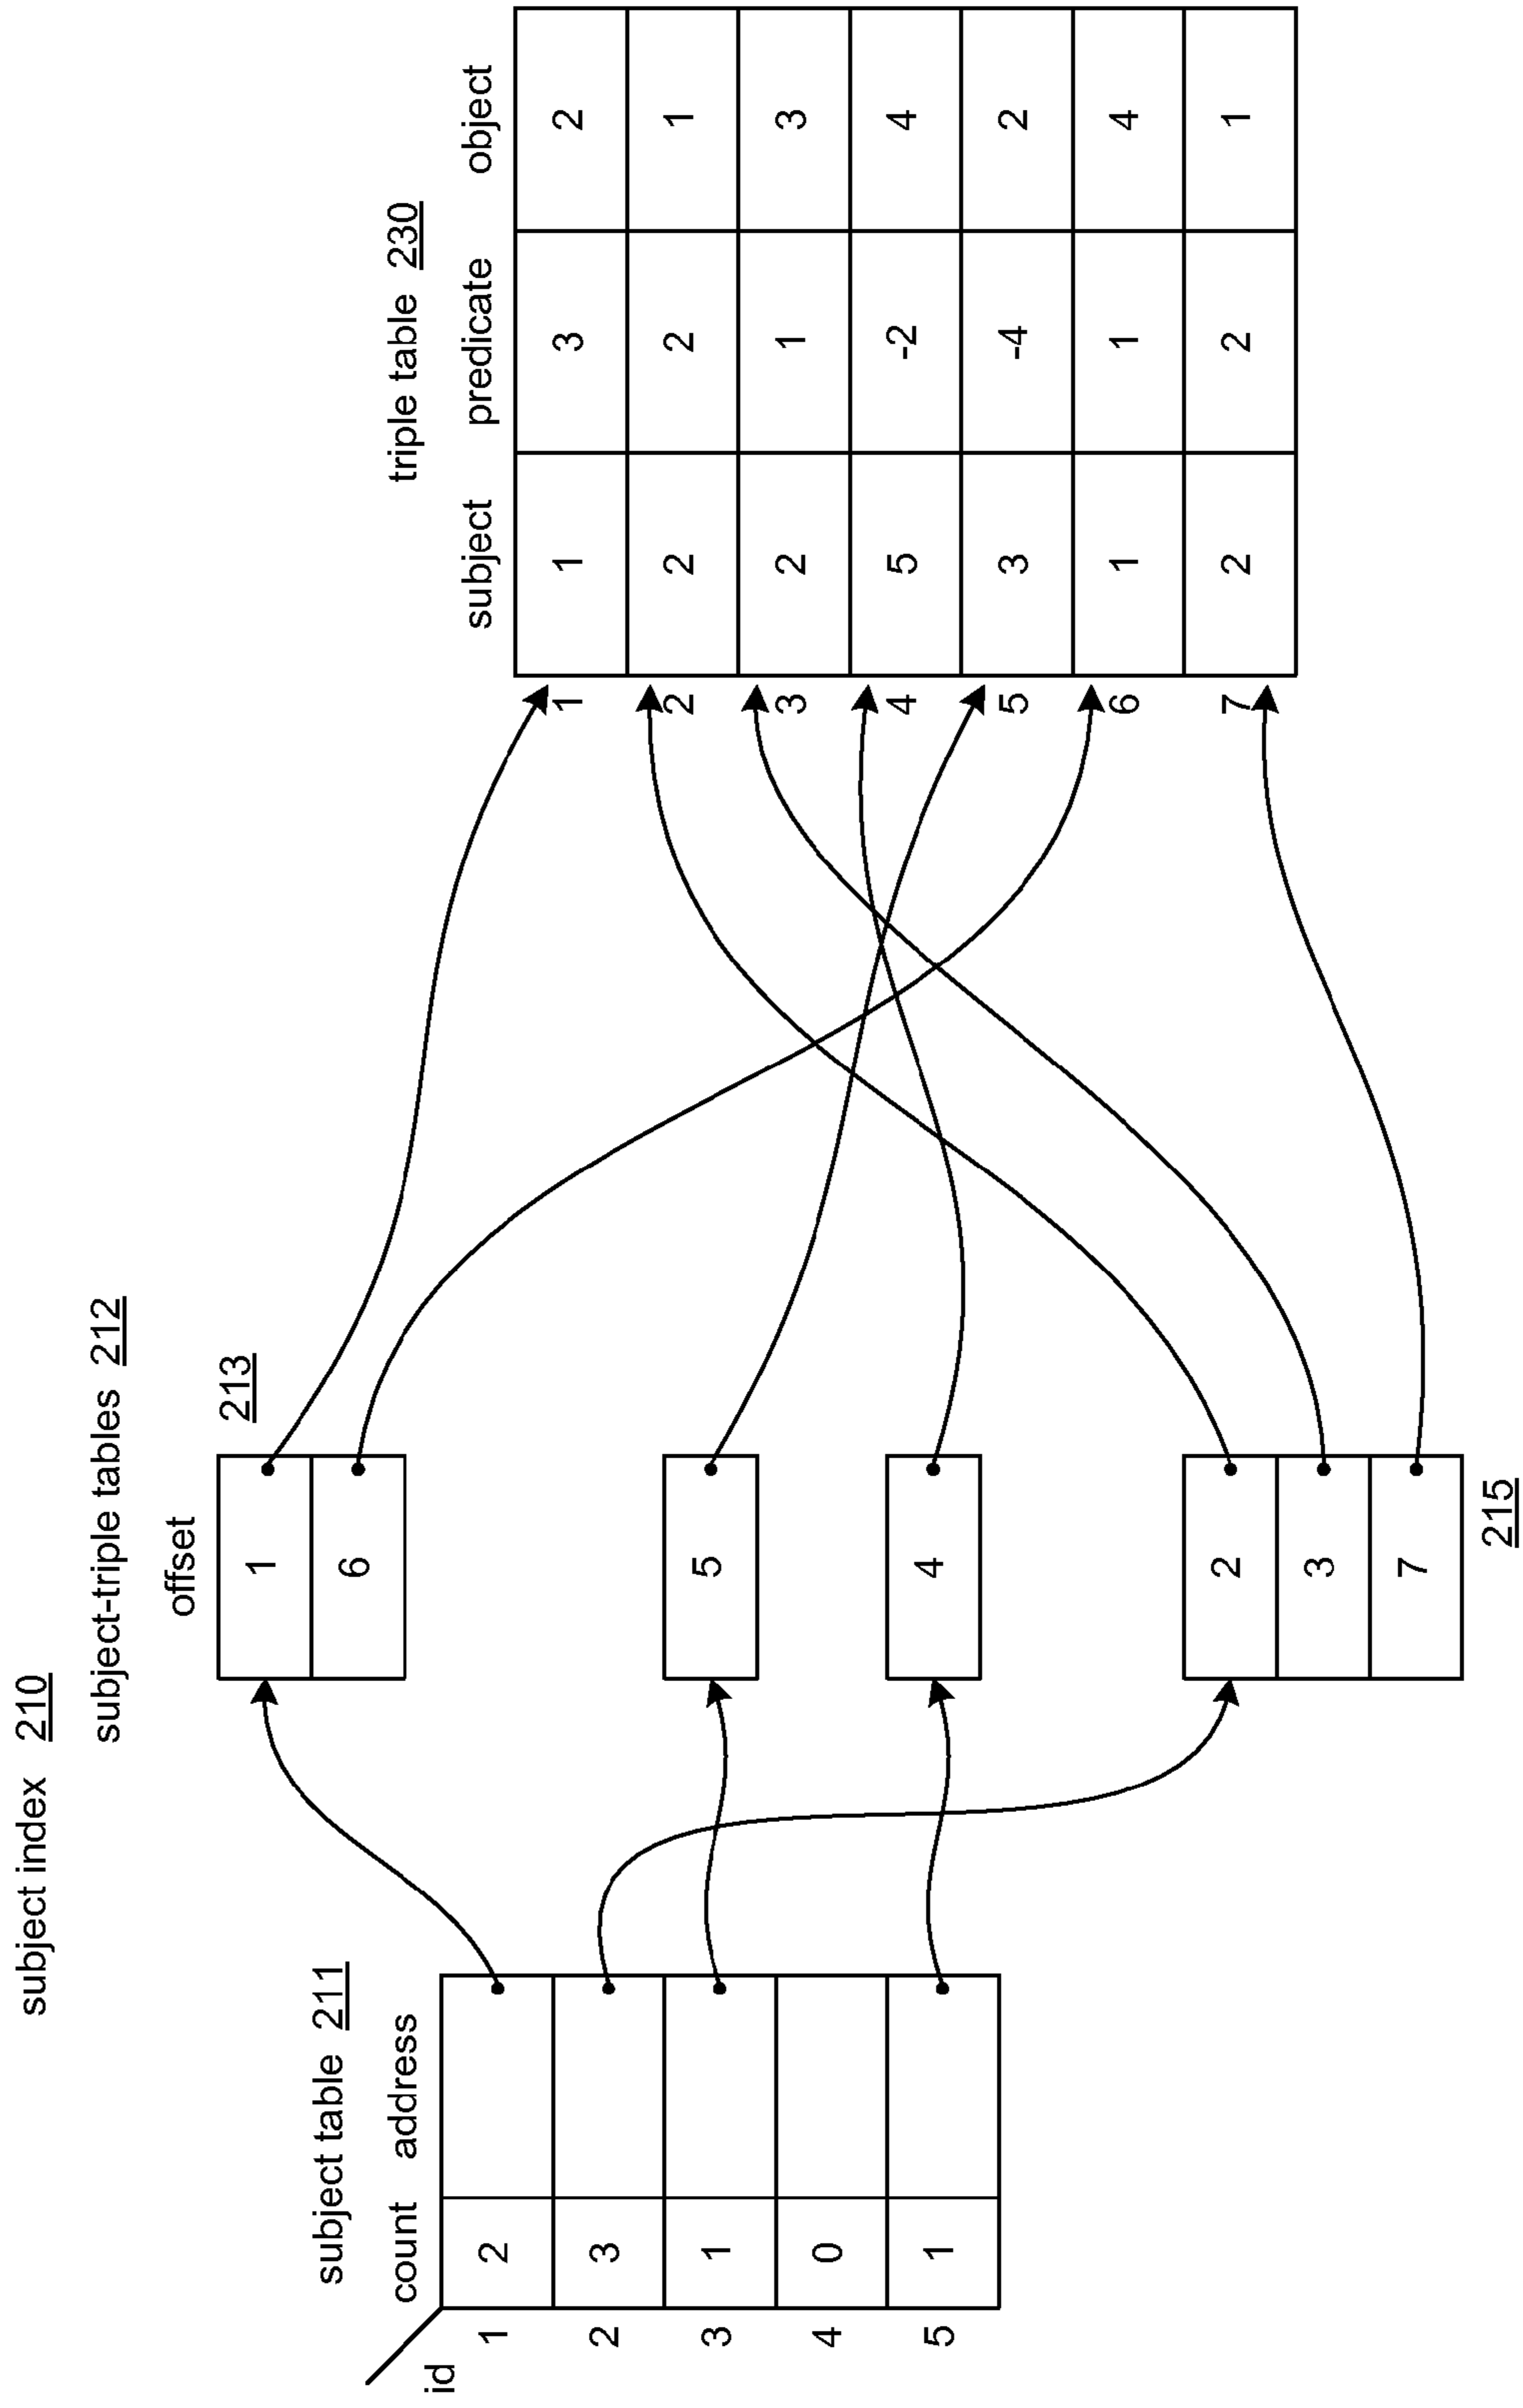 subject index 210
subject-triple tables 212
subject table 211
offset
213
triple table 230
id
count address
subject predicate object
1 2
2 3
3 1
4 0
5 1
1
6
5
4
2
3
7
215
1 1 3 2
2 2 2 1
3 2 1 3
4 5 -2 4
5 3 -4 2
6 1 1 4
7 2 2 1